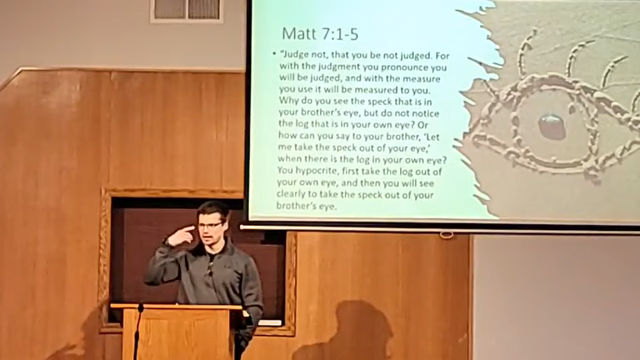 Matt 7:1-5
• "Judge not, that you be not judged. For
with the judgment you pronounce you
will be judged, and with the measure
you use it will be measured to you.
Why do you see the speck that is in
your brother's eye, but do not notice
the log that is in your own eye? Or
how can you say to your brother, 'Let
me take the speck out of your eye,'
when there is the log in your own eye?
You hypocrite, first take the log out of
your own eye, and then you will see
clearly to take the speck out of your
brother's eye.